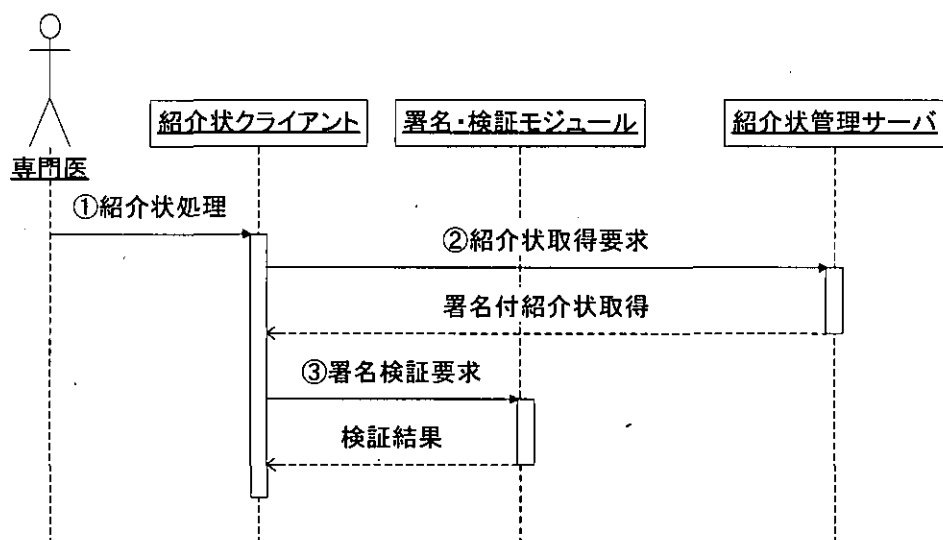 紹介状クライアント
署名・検証モジュール
紹介状管理サーバ
専門医
①紹介状処理
②紹介状取得要求
署名付紹介状取得
③署名検証要求
検証結果